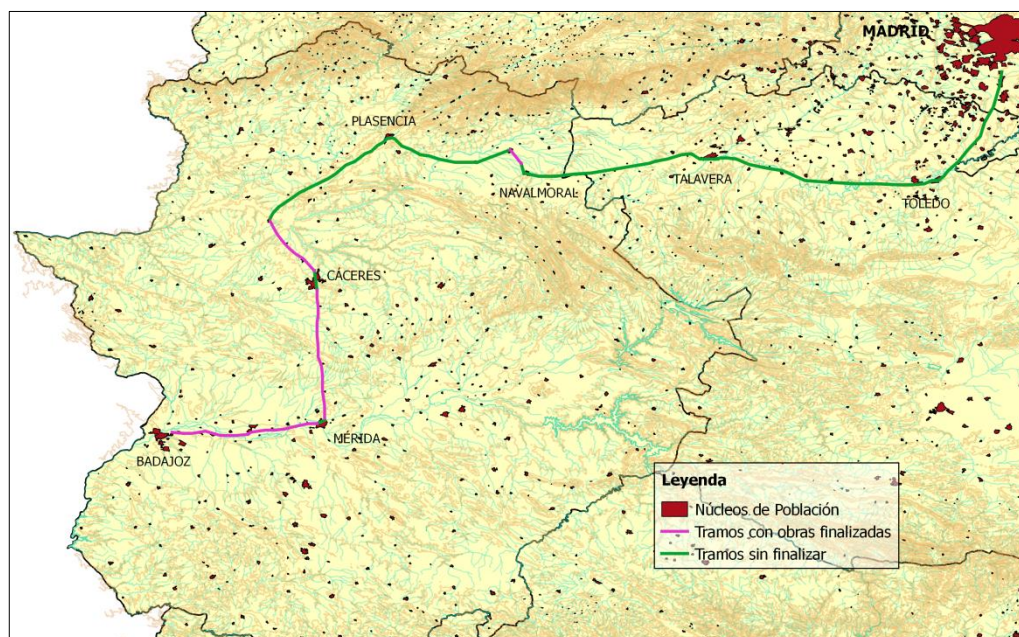 MADRID
PLASENCIA
NAVALMORAL
TALAVERA
TOLEDO
CÁCERES
MÉRIDA
BADAJOZ
Leyenda
Núcleos de Población
Tramos con obras finalizadas
Tramos sin finalizar